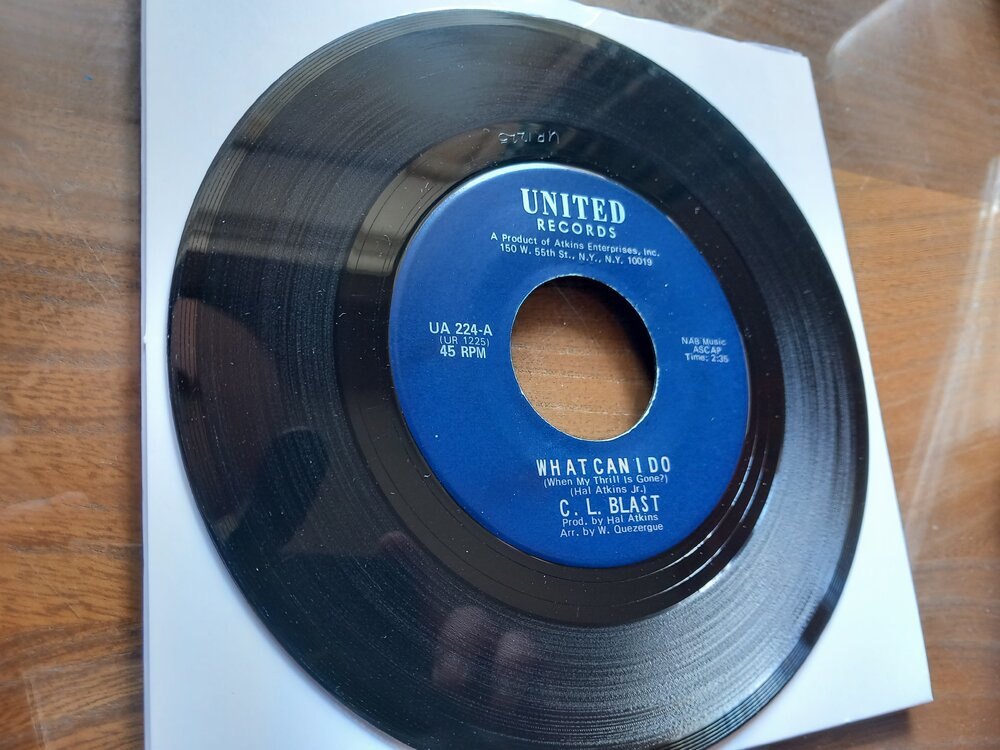 UR 1225
UNITED
RECORDS
A Product of Atkins Enterprises, Inc.
150 W. 55th St., N.Y., N.Y. 10019
UA 224-A
(UR 1225)
45 RPM
NAB Music
ASCAP
Time: 2:35
WHAT CAN I DO
(When My Thrill Is Gone?)
(Hal Atkins Jr.)
C. L. BLAST
Prod. by Hal Atkins
Arr. by W. Quezergue